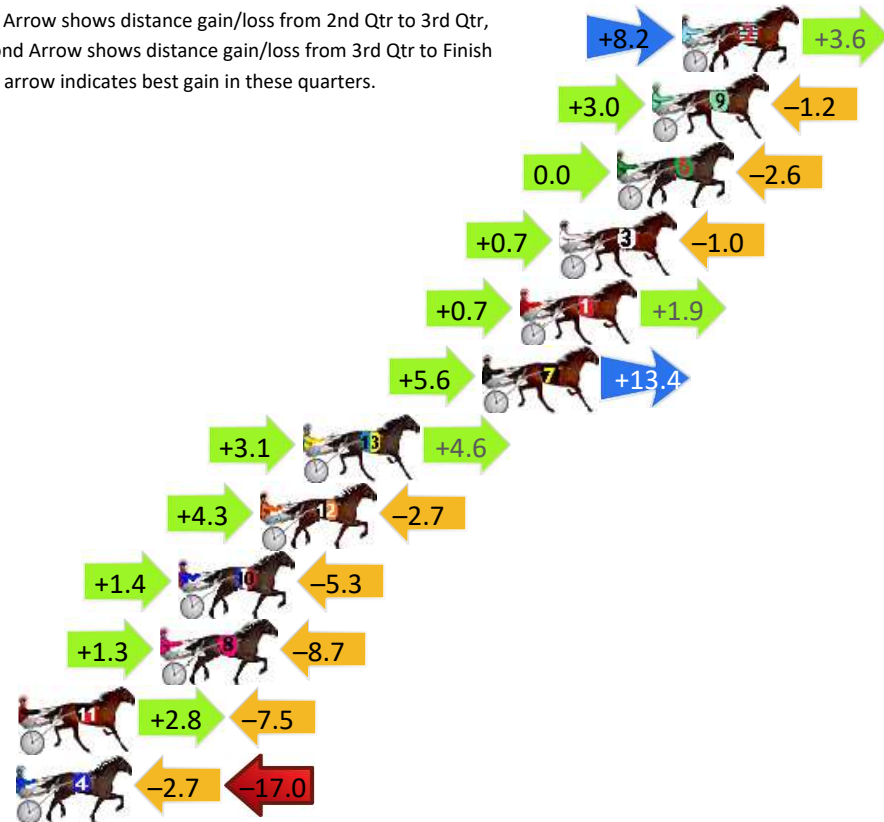 Arrow shows distance gain/loss from 2nd Qtr to 3rd Qtr,
ond Arrow shows distance gain/loss from 3rd Qtr to Finish
arrow indicates best gain in these quarters.
+8.2 +3.6
+3.0 9 –1.2
0.0 –2.6
+0.7 3 –1.0
+0.7 1 +1.9
+5.6 7 +13.4
+3.1 13 +4.6
+4.3 12 –2.7
+1.4 10 –5.3
+1.3 8 –8.7
11 +2.8 –7.5
4 –2.7 –17.0